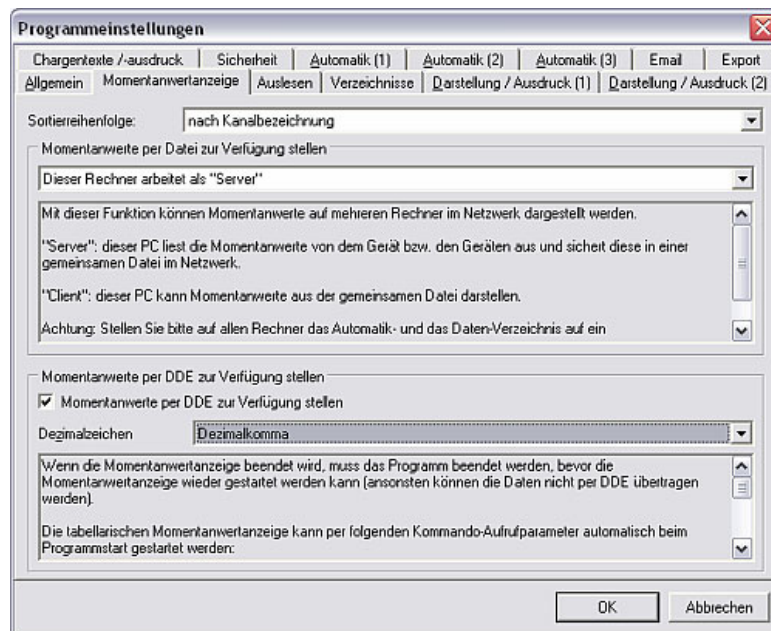 Programmeinstellungen
Chargentexte /-ausdruck
Sicherheit
Automatik (1)
Automatik (2)
Automatik (3)
Email
Export
Allgemein
Momentanwertanzeige
Auslesen
Verzeichnisse
Darstellung / Ausdruck (1)
Darstellung / Ausdruck (2)
Sortierreihenfolge:
nach Kanalbezeichnung
Momentanwerte per Datei zur Verfügung stellen
Dieser Rechner arbeitet als "Server"
Mit dieser Funktion können Momentanwerte auf mehreren Rechner im Netzwerk dargestellt werden.
"Server": dieser PC liest die Momentanwerte von dem Gerät bzw. den Geräten aus und sichert diese in einer
gemeinsamen Datei im Netzwerk.
"Client": dieser PC kann Momentanwerte aus der gemeinsamen Datei darstellen.
Achtung: Stellen Sie bitte auf allen Rechner das Automatik- und das Daten-Verzeichnis auf ein
Momentanwerte per DDE zur Verfügung stellen
Momentanwerte per DDE zur Verfügung stellen
Dezimalzeichen
Dezimalkomma
Wenn die Momentanwertanzeige beendet wird, muss das Programm beendet werden, bevor die
Momentanwertanzeige wieder gestartet werden kann (ansonsten können die Daten nicht per DDE übertragen
werden).
Die tabellarischen Momentanwertanzeige kann per folgenden Kommando-Aufrufparameter automatisch beim
Programmstart gestartet werden:
OK
Abbrechen